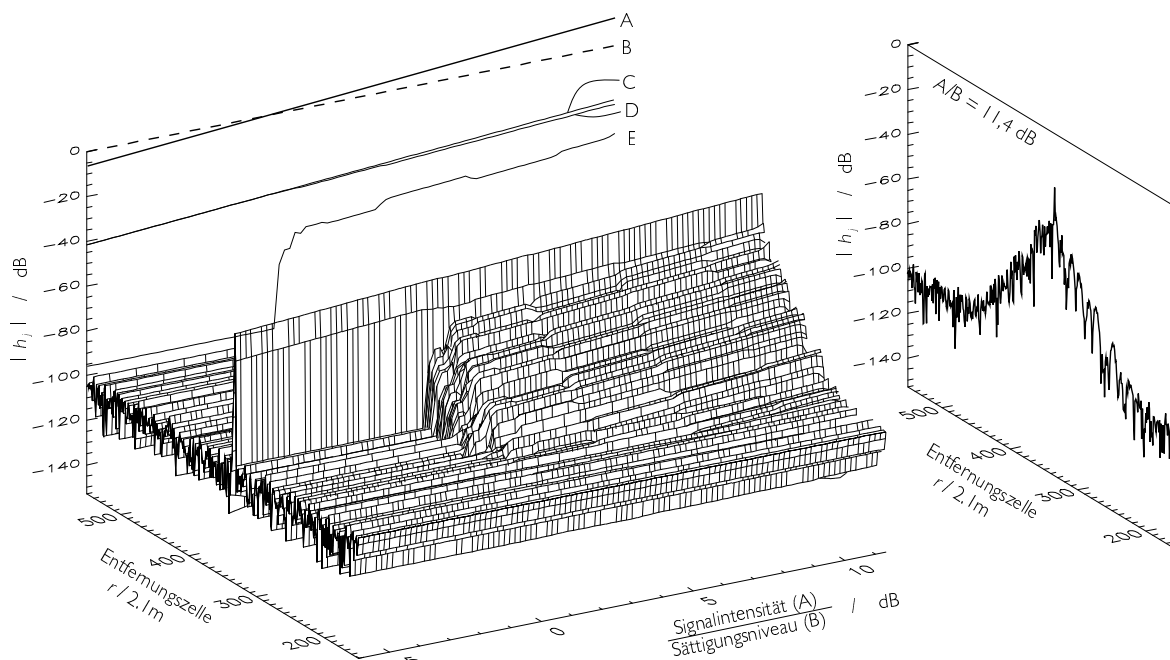 A
B
C
D
E
0
−20
−40
−60
−80
−100
−120
−140
| h_j | / dB
500
400
300
200
Entfernungszelle
r / 2.1m
0
5
10
Signalintensität (A)
Sättigungsniveau (B)
/ dB
0
−20
−40
−60
−80
−100
−120
−140
| h_j | / dB
A/B = 11,4 dB
500
400
300
200
Entfernungszelle
r / 2.1m